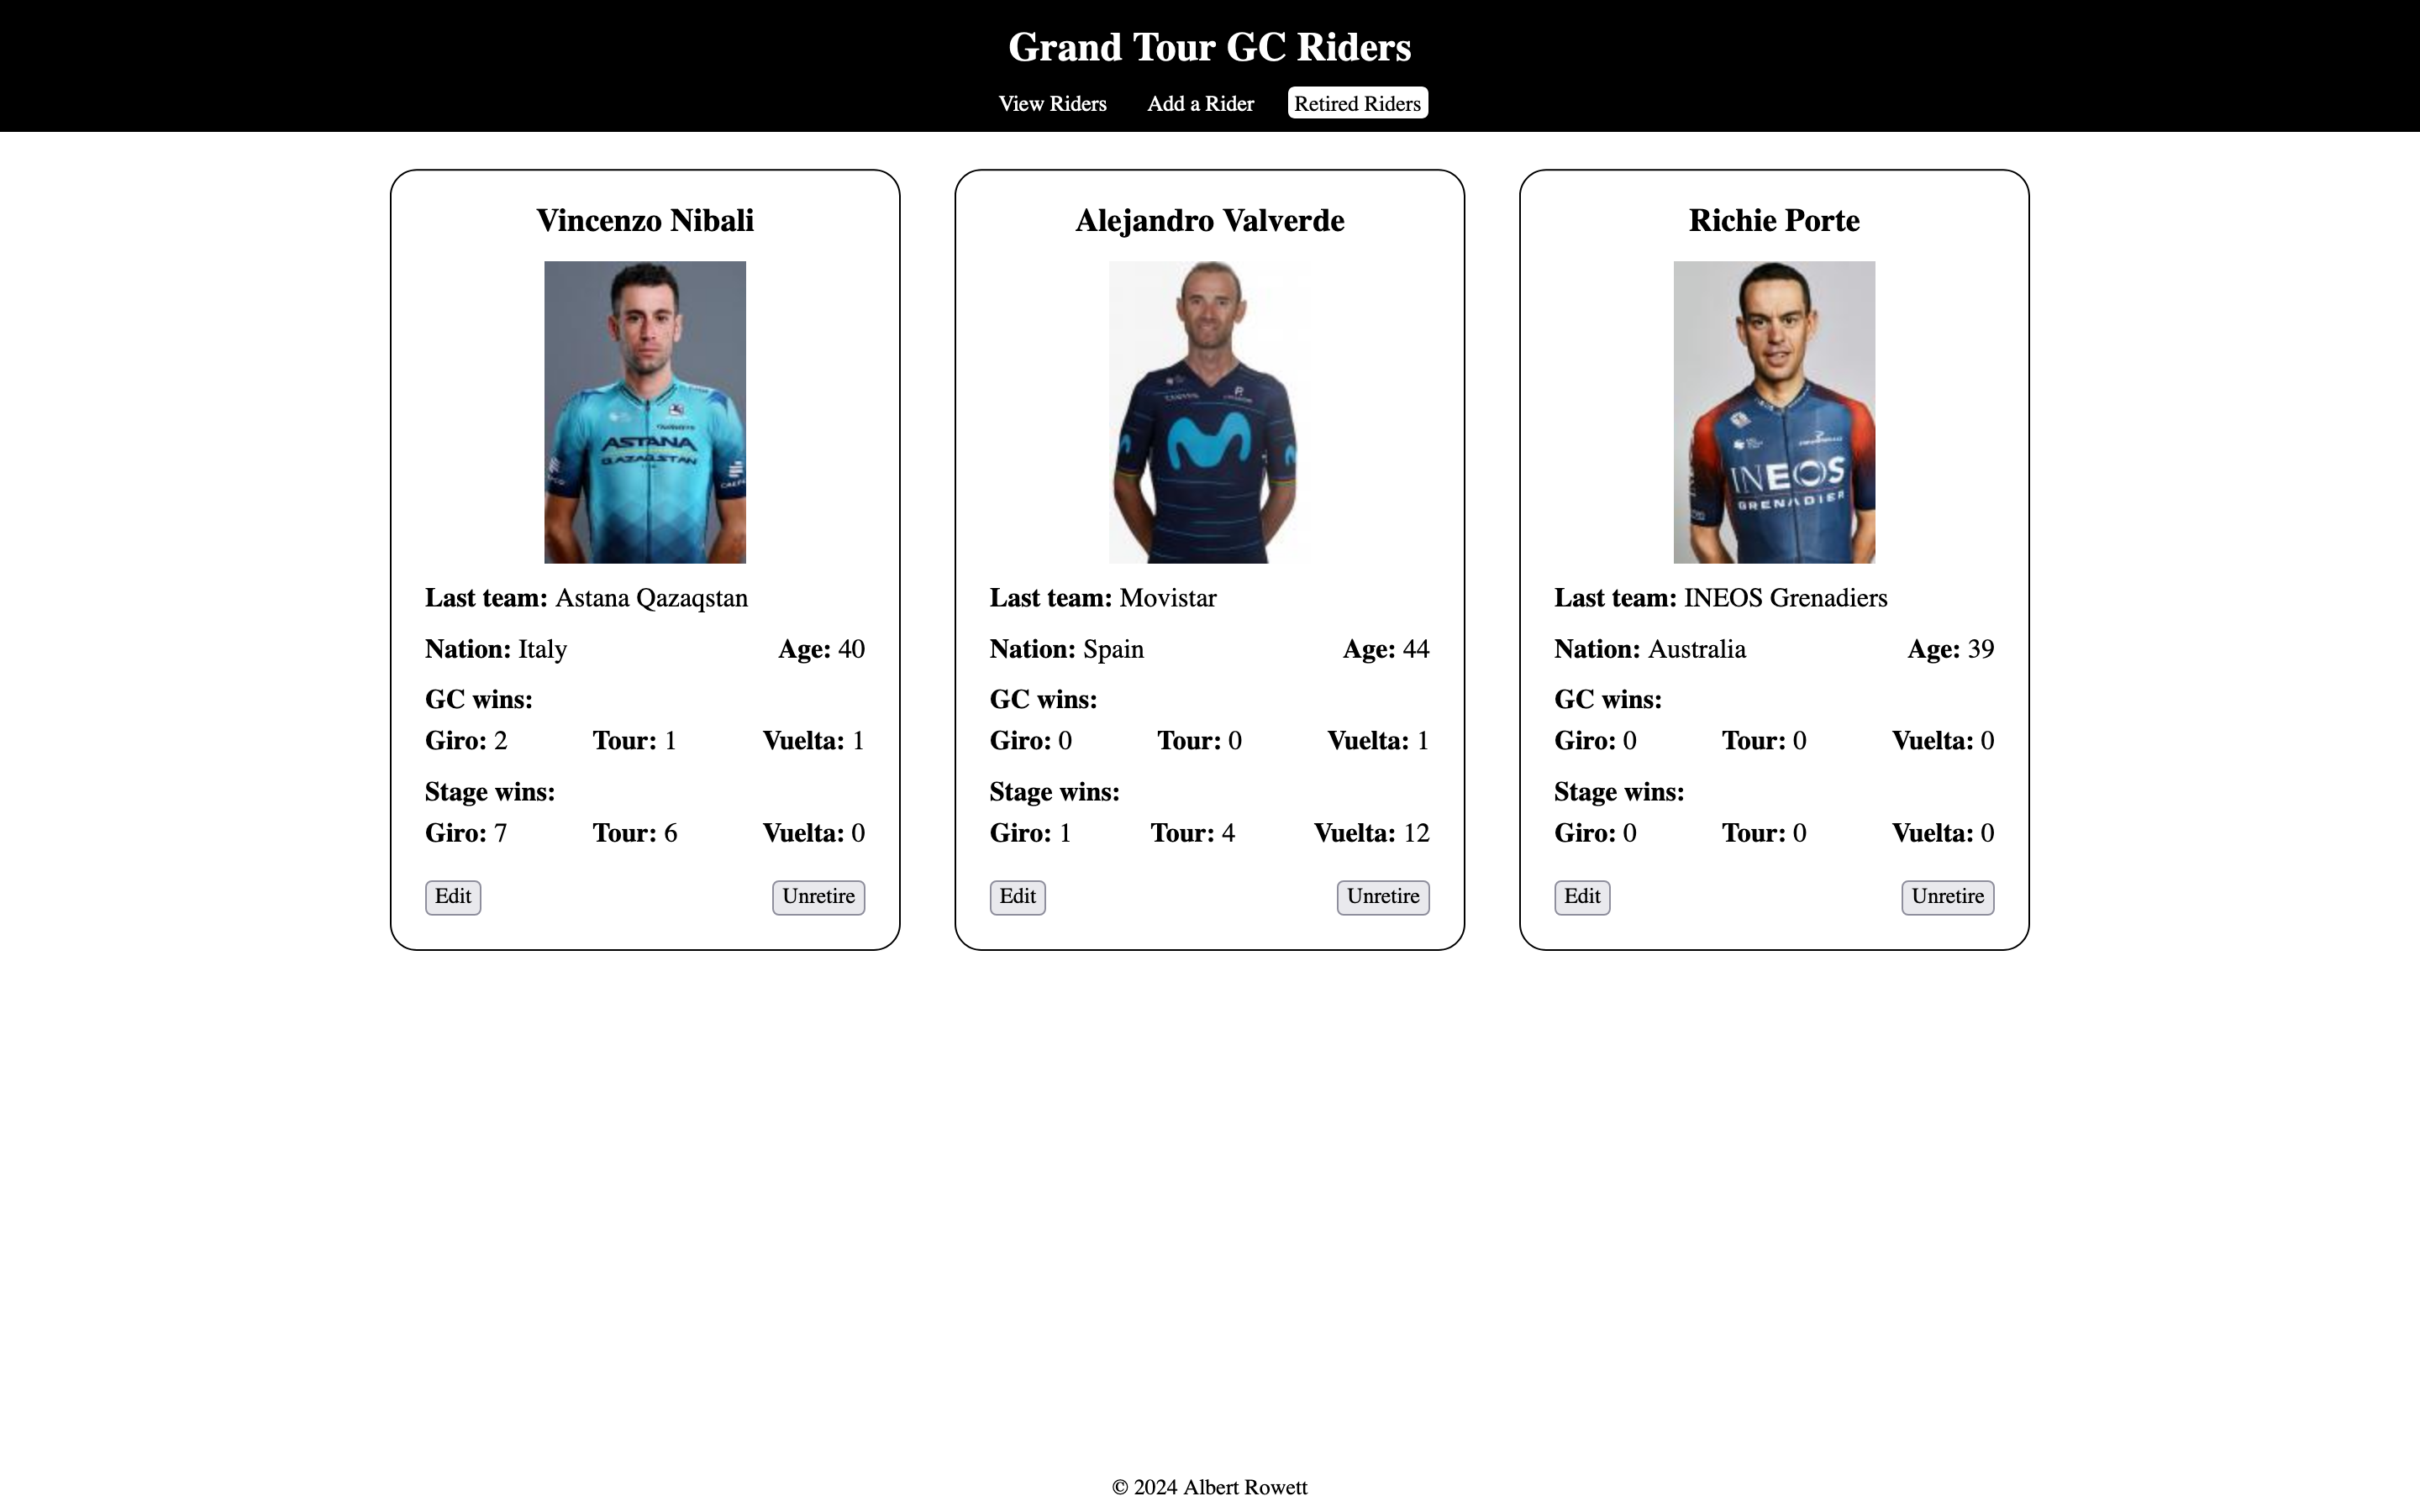 Grand Tour GC Riders
View Riders Add a Rider Retired Riders
Vincenzo Nibali
ASTANA
QAZAQSTAN
Last team: Astana Qazaqstan
Nation: Italy Age: 40
GC wins:
Giro: 2 Tour: 1 Vuelta: 1
Stage wins:
Giro: 7 Tour: 6 Vuelta: 0
Edit Unretire
Alejandro Valverde
Last team: Movistar
Nation: Spain Age: 44
GC wins:
Giro: 0 Tour: 0 Vuelta: 1
Stage wins:
Giro: 1 Tour: 4 Vuelta: 12
Edit Unretire
Richie Porte
INEOS
GRENADIER
Last team: INEOS Grenadiers
Nation: Australia Age: 39
GC wins:
Giro: 0 Tour: 0 Vuelta: 0
Stage wins:
Giro: 0 Tour: 0 Vuelta: 0
Edit Unretire
© 2024 Albert Rowett